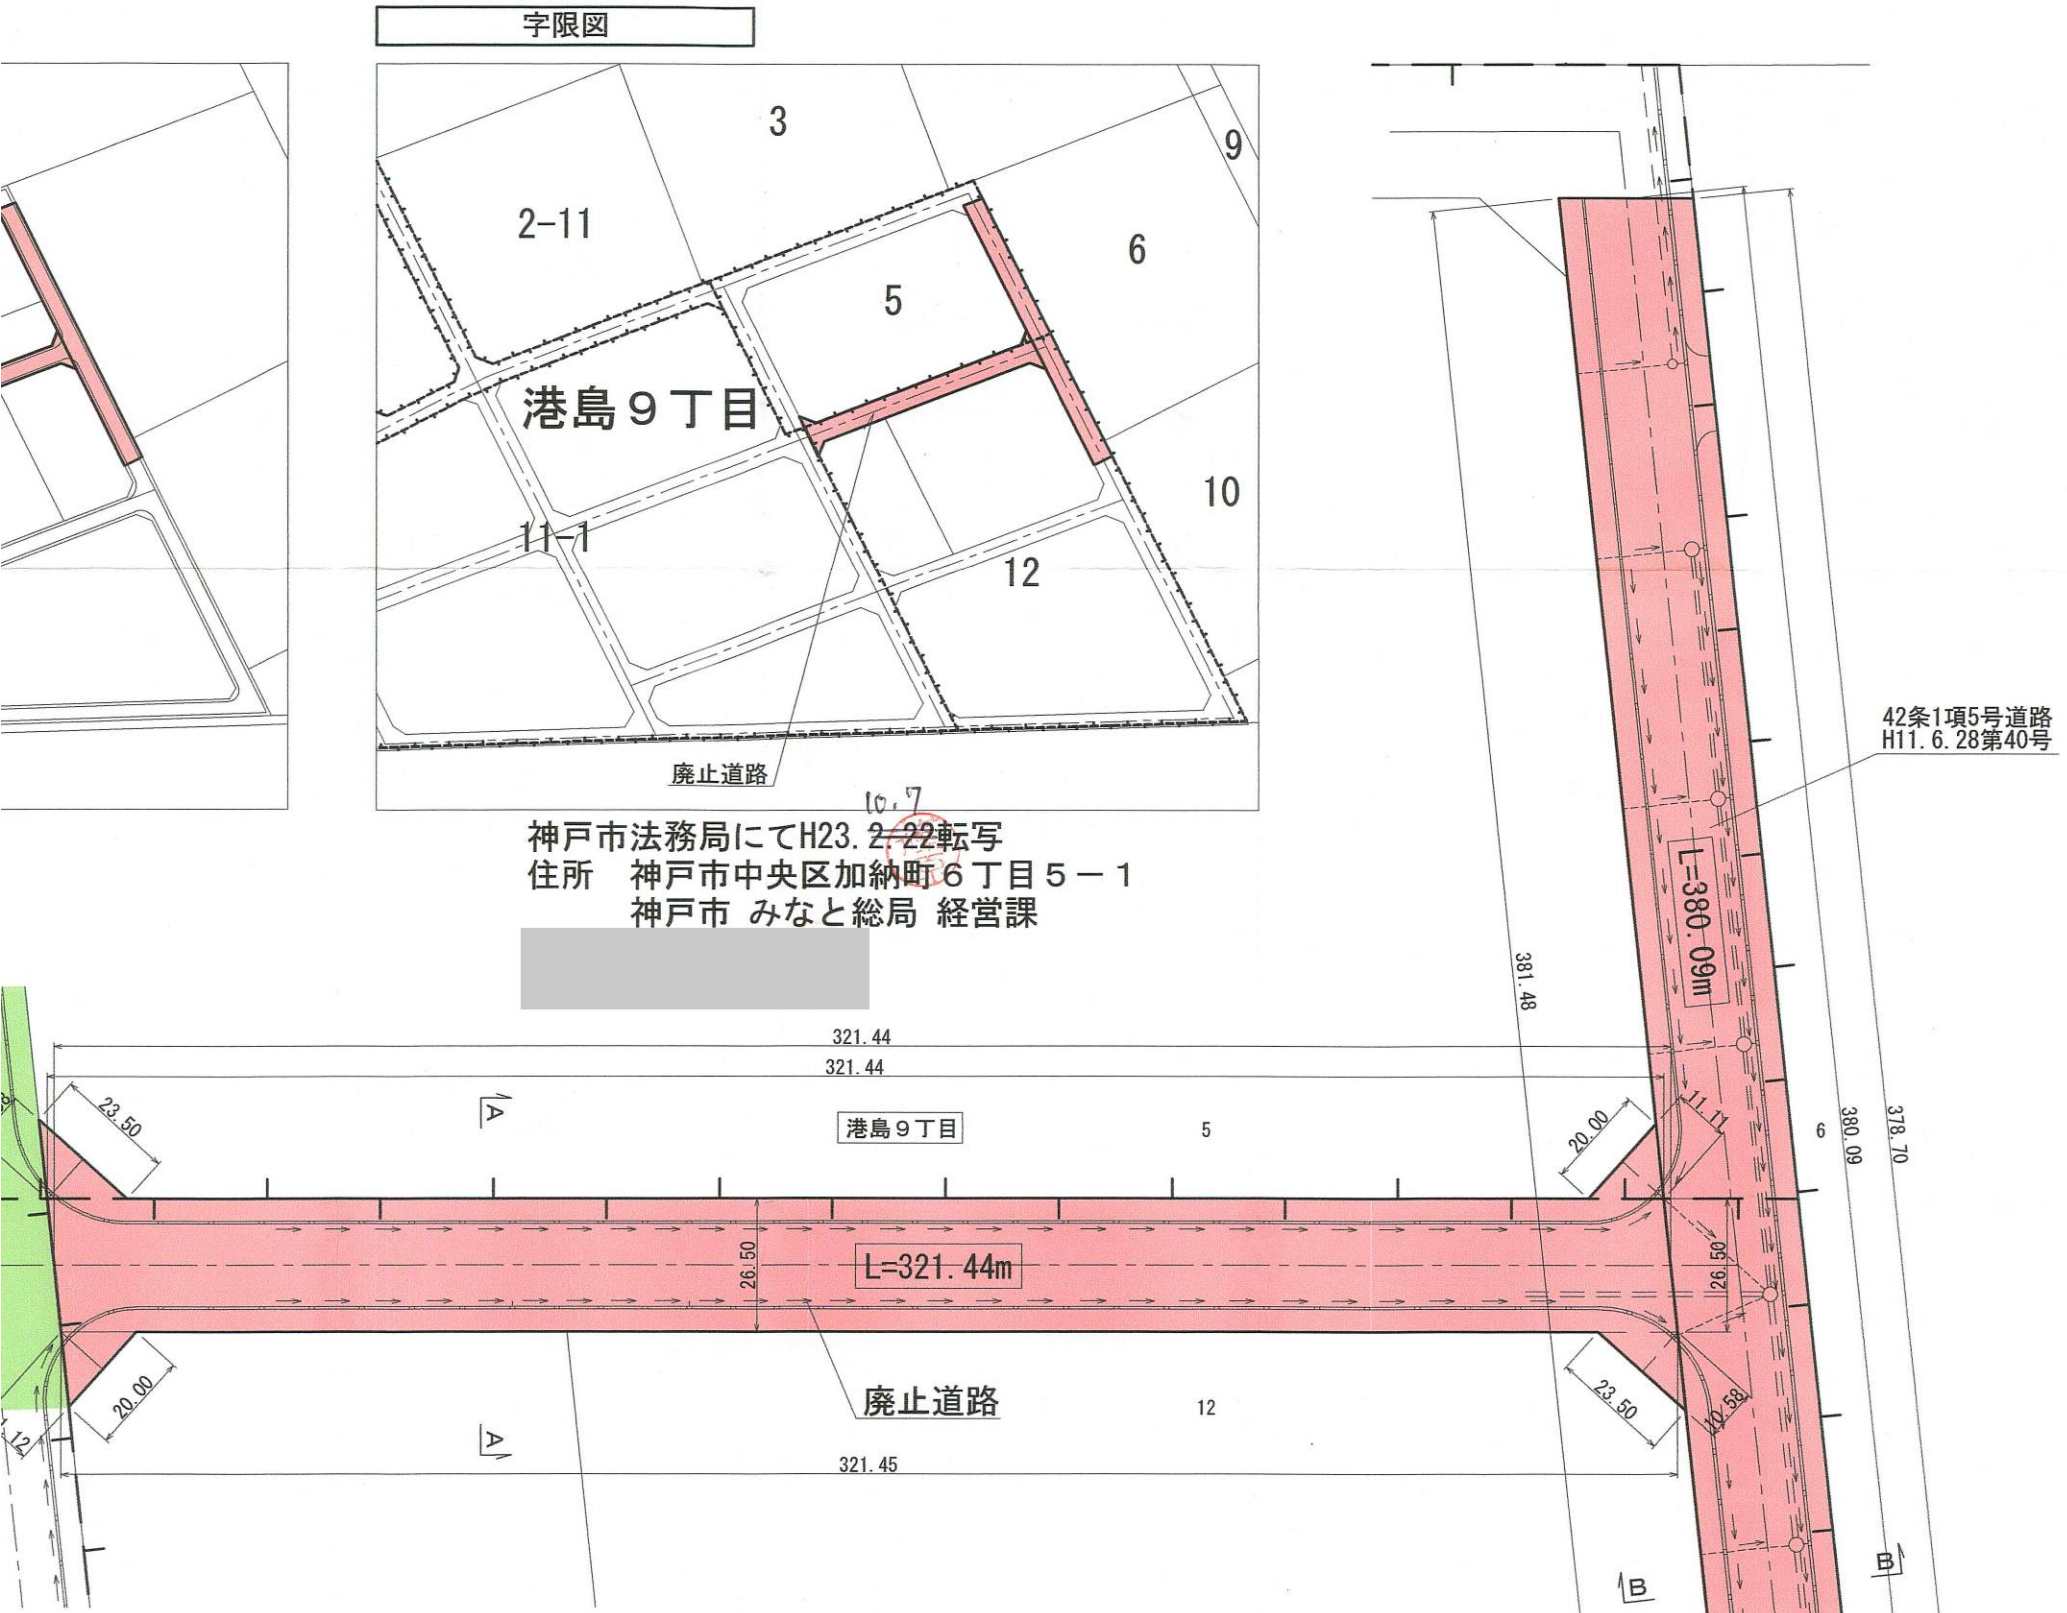 字限図
3
9
2-11
6
5
港島９丁目
10
11-1
12
廃止道路
10.7
神戸市法務局にてH23.2.22転写
住所　神戸市中央区加納町６丁目５－１
神戸市 みなと総局 経営課
42条1項5号道路
H11.6.28第40号
L=380.09m
381.48
380.09
378.70
321.44
321.44
23.50
A
港島９丁目
5
20.00
11.11
6
26.50
L=321.44m
26.50
廃止道路
12
20.00
A
23.50
10.58
321.45
B
B